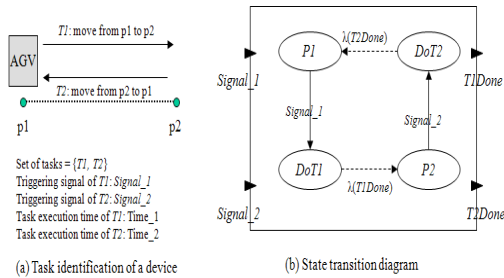 T1: move from p1 to p2
AGV
T2: move from p2 to p1
p1
p2
Set of tasks = {T1, T2}
Triggering signal of T1: Signal_1
Triggering signal of T2: Signal_2
Task execution time of T1: Time_1
Task execution time of T2: Time_2
(a) Task identification of a device
λ(T2Done)
P1
DoT2
Signal_1
T1Done
Signal_1
Signal_2
DoT1
P2
λ(T1Done)
Signal_2
T2Done
(b) State transition diagram